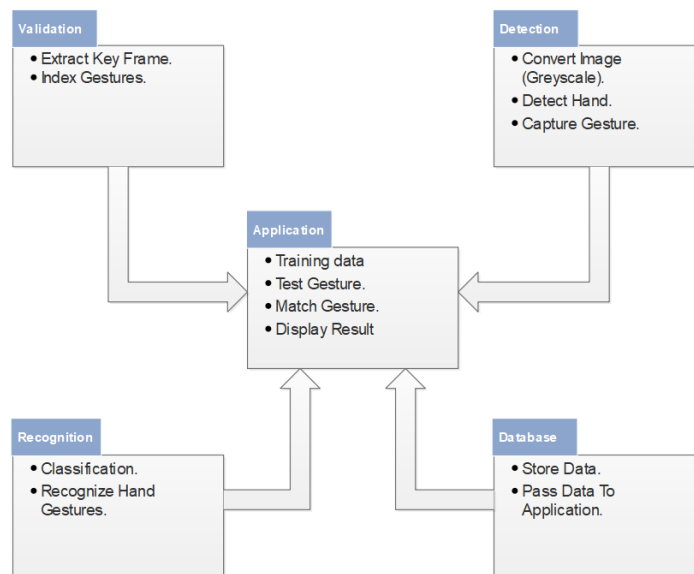 Validation
• Extract Key Frame.
• Index Gestures.
Detection
• Convert Image
(Greyscale).
• Detect Hand.
• Capture Gesture.
Application
• Training data
• Test Gesture.
• Match Gesture.
• Display Result
Recognition
• Classification.
• Recognize Hand
Gestures.
Database
• Store Data.
• Pass Data To
Application.